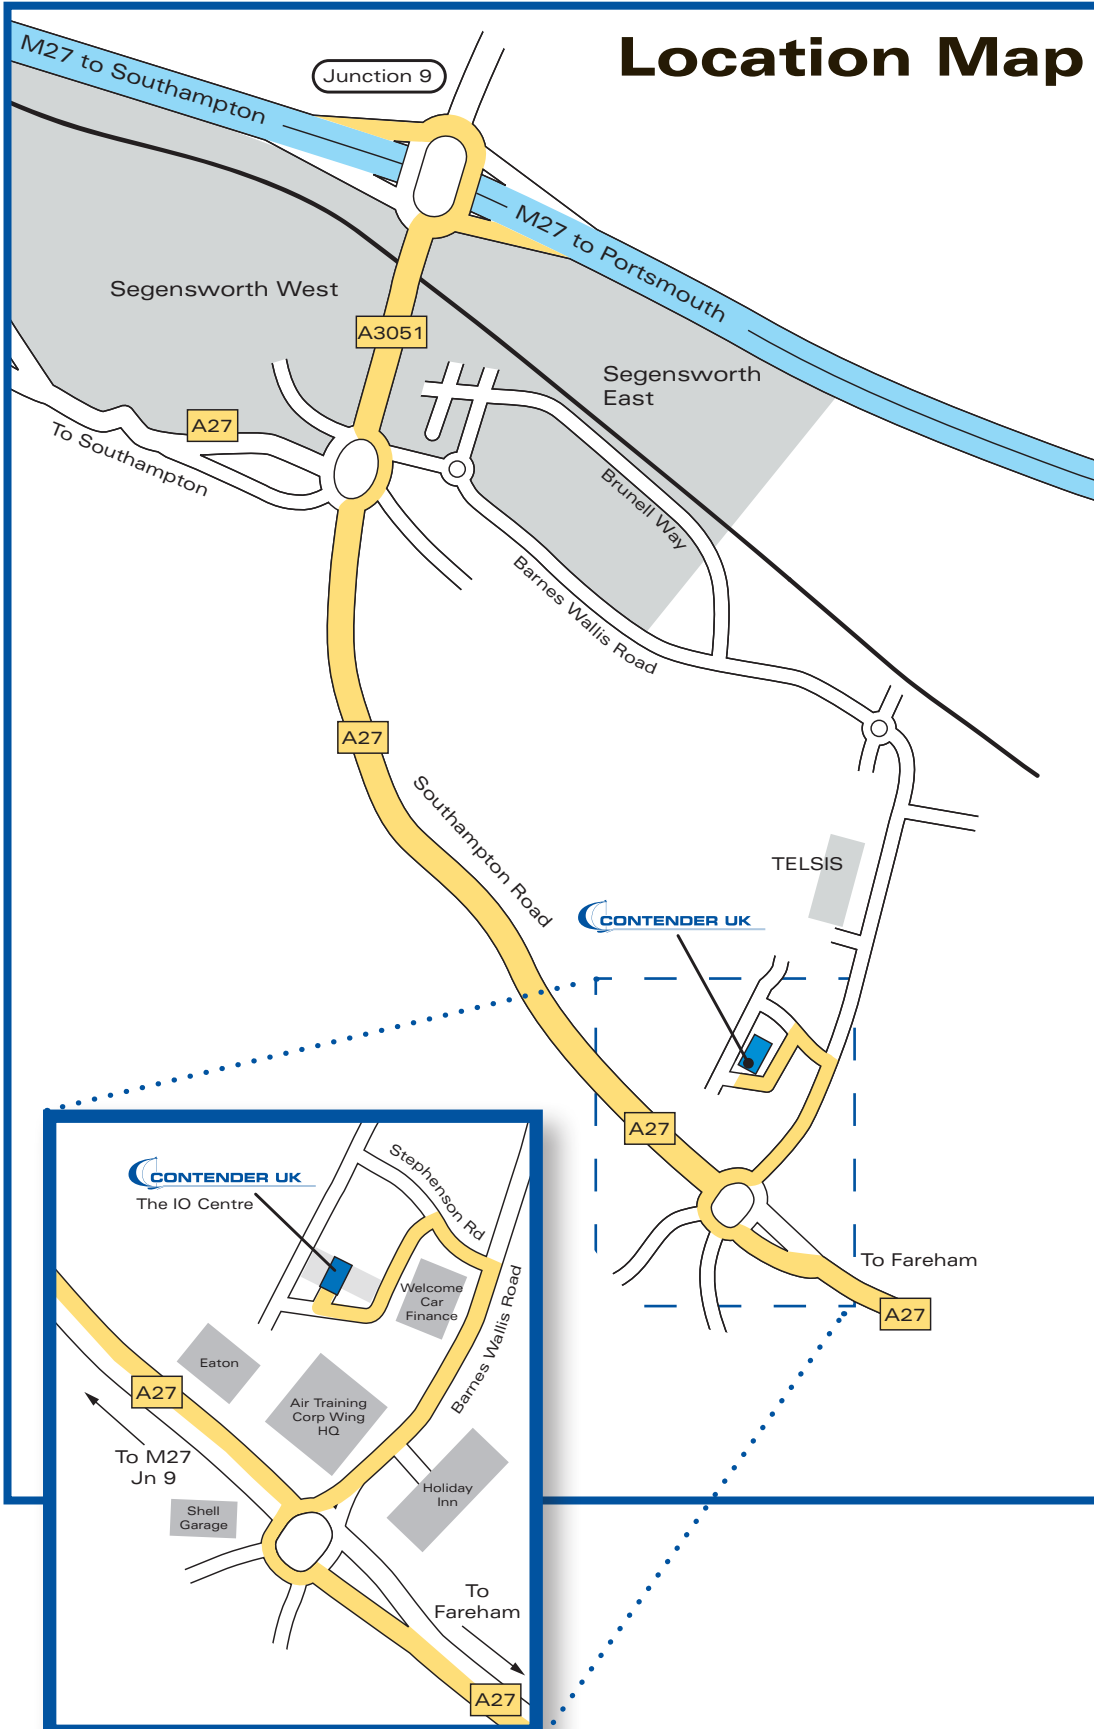 Location Map
M27 to Southampton
Junction 9
M27 to Portsmouth
Segensworth West
A3051
Segensworth
East
A27
To Southampton
Brunell Way
Barnes Wallis Road
A27
Southampton Road
TELSIS
CONTENDER UK
A27
To Fareham
A27
CONTENDER UK
The IO Centre
Stephenson Rd
Welcome
Car
Finance
Barnes Wallis Road
Eaton
A27
Air Training
Corp Wing
HQ
To M27
Jn 9
Holiday
Inn
Shell
Garage
To
Fareham
A27